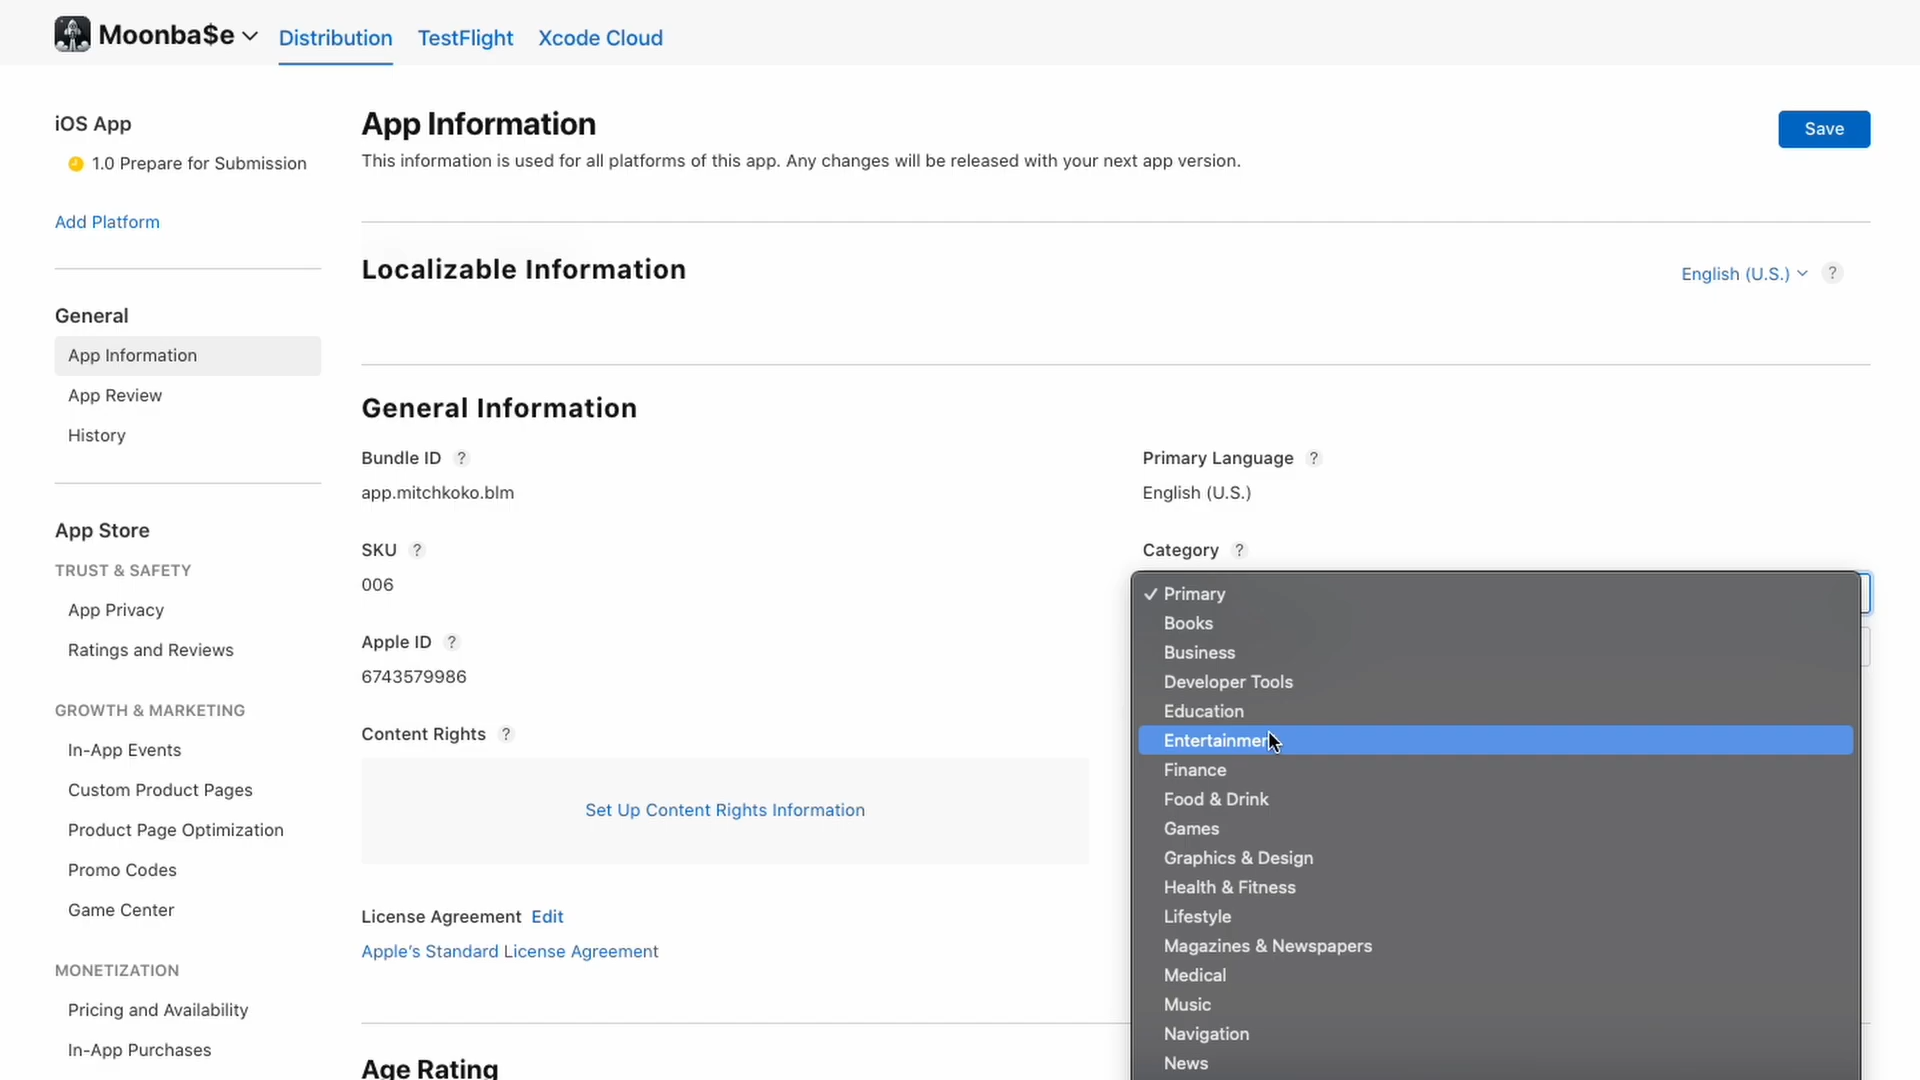 Moonba$e
Distribution
TestFlight
Xcode Cloud
iOS App
1.0 Prepare for Submission
Add Platform
General
App Information
App Review
History
App Store
TRUST & SAFETY
App Privacy
Ratings and Reviews
GROWTH & MARKETING
In-App Events
Custom Product Pages
Product Page Optimization
Promo Codes
Game Center
MONETIZATION
Pricing and Availability
In-App Purchases
App Information
Save
This information is used for all platforms of this app. Any changes will be released with your next app version.
Localizable Information
English (U.S.)
?
General Information
Bundle ID ?
app.mitchkoko.blm
SKU ?
006
Apple ID ?
6743579986
Content Rights ?
Set Up Content Rights Information
License Agreement Edit
Apple's Standard License Agreement
Age Rating
Primary Language ?
English (U.S.)
Category ?
✓ Primary
Books
Business
Developer Tools
Education
Entertainment
Finance
Food & Drink
Games
Graphics & Design
Health & Fitness
Lifestyle
Magazines & Newspapers
Medical
Music
Navigation
News